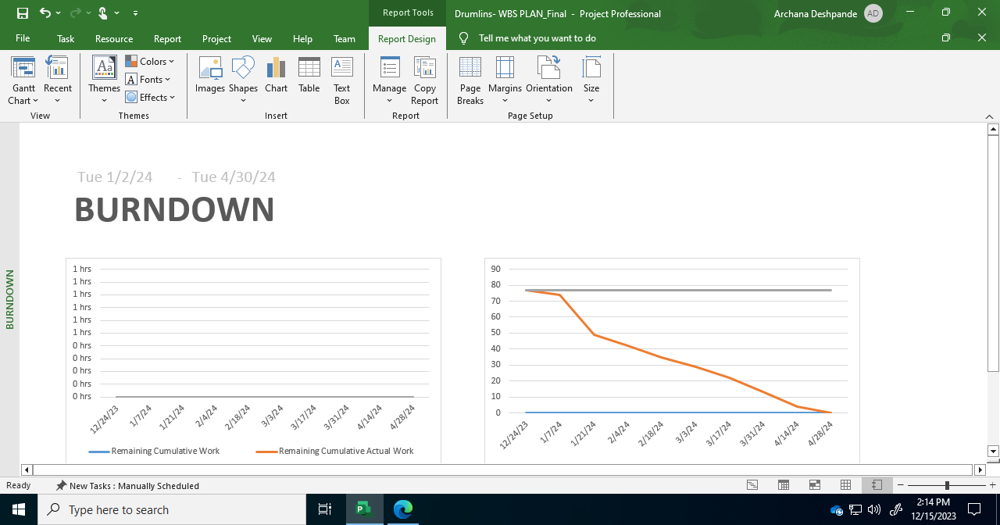 Report Tools
Drumlins- WBS PLAN_Final - Project Professional
Archana Deshpande
AD
File
Task
Resource
Report
Project
View
Help
Team
Report Design
Tell me what you want to do
Gantt
Chart
Recent
View
Themes
Colors
Fonts
Effects
Themes
Images
Shapes
Chart
Table
Text
Box
Insert
Manage
Copy
Report
Report
Page
Breaks
Margins
Orientation
Size
Page Setup
BURNDOWN
Tue 1/2/24 - Tue 4/30/24
BURNDOWN
1 hrs
1 hrs
1 hrs
1 hrs
1 hrs
1 hrs
0 hrs
0 hrs
0 hrs
0 hrs
0 hrs
12/24/23
1/7/24
1/21/24
2/4/24
2/18/24
3/3/24
3/17/24
3/31/24
4/14/24
4/28/24
Remaining Cumulative Work
Remaining Cumulative Actual Work
90
80
70
60
50
40
30
20
10
0
12/24/23
1/7/24
1/21/24
2/4/24
2/18/24
3/3/24
3/17/24
3/31/24
4/14/24
4/28/24
Ready
New Tasks : Manually Scheduled
Type here to search
2:14 PM
12/15/2023